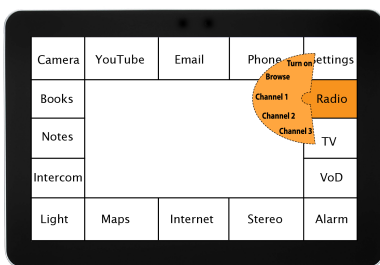 Camera
YouTube
Email
Phone
Settings
Turn on
Browse
Books
Channel 1
Radio
Channel 2
Notes
Channel 3
TV
Intercom
VoD
Light
Maps
Internet
Stereo
Alarm